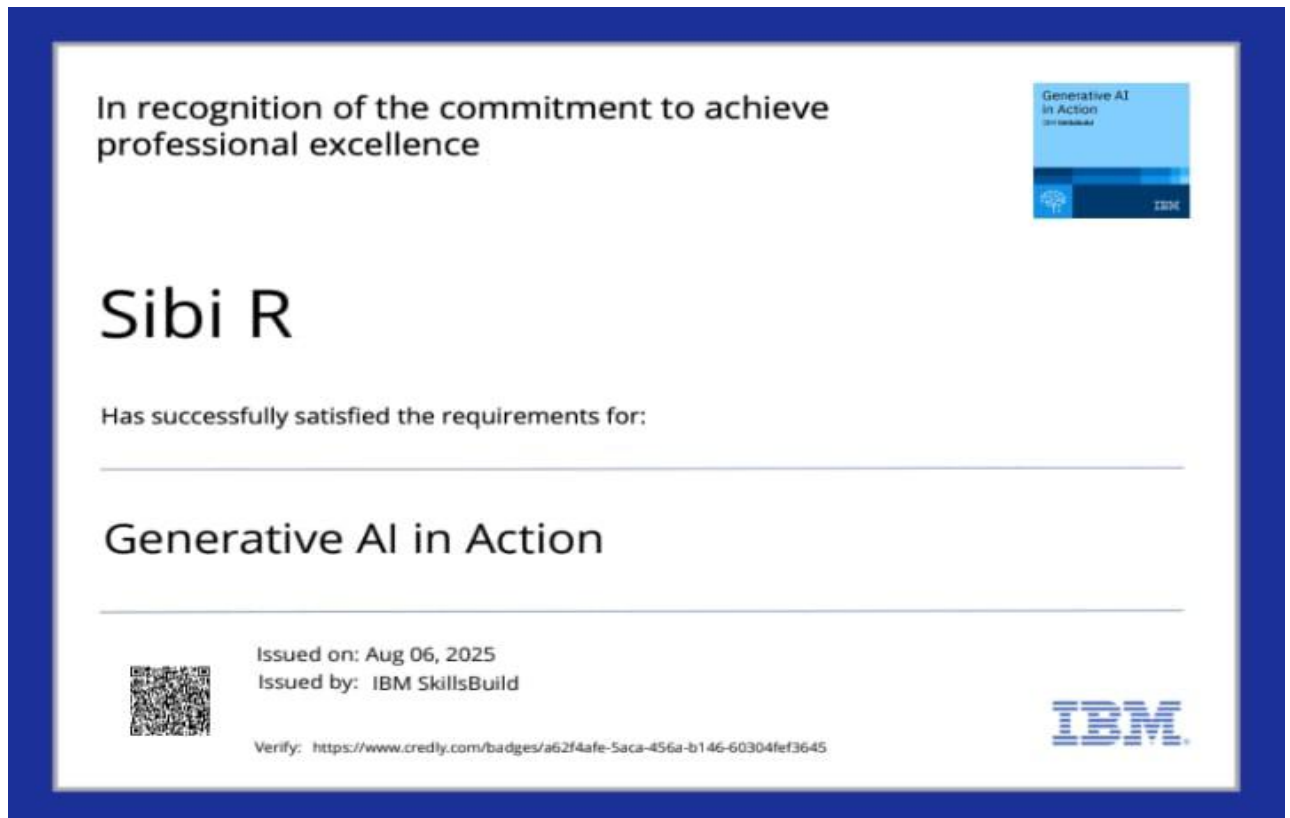 In recognition of the commitment to achieve
professional excellence
Generative AI
in Action
IBM SkillsBuild
IBM
Sibi R
Has successfully satisfied the requirements for:
Generative AI in Action
Issued on: Aug 06, 2025
Issued by: IBM SkillsBuild
Verify: https://www.credly.com/badges/a62f4afe-5aca-456a-b146-60304fef3645
IBM.